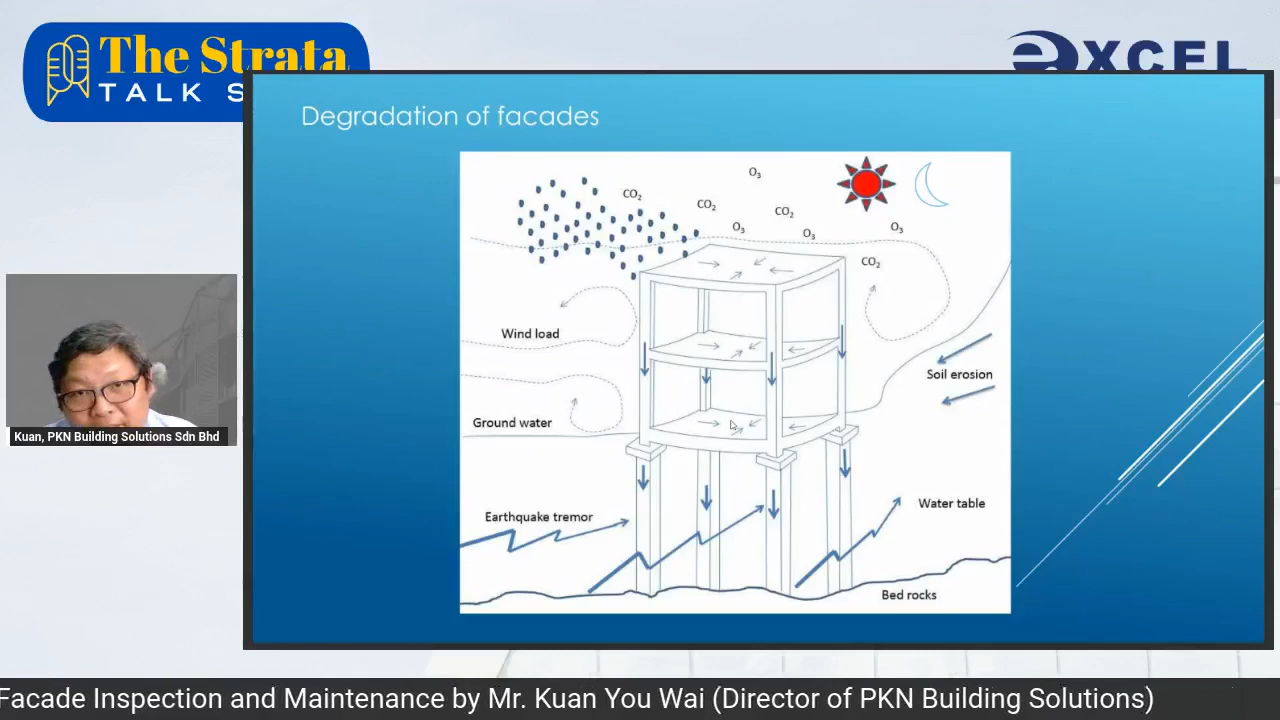 The Strata
TALK S
EXCEL
Degradation of facades
O₃
CO₂
CO₂
CO₂
O₃
O₃
O₃
CO₂
Wind load
Soil erosion
Ground water
Earthquake tremor
Water table
Bed rocks
Kuan, PKN Building Solutions Sdn Bhd
Facade Inspection and Maintenance by Mr. Kuan You Wai (Director of PKN Building Solutions)